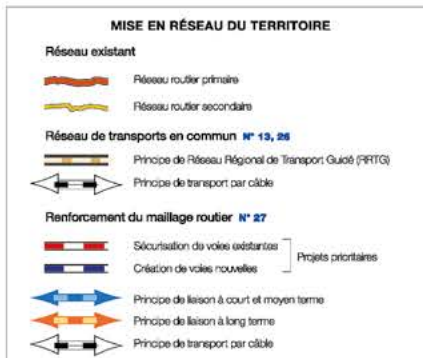 MISE EN RÉSEAU DU TERRITOIRE
Réseau existant
Réseau routier primaire
Réseau routier secondaire
Réseau de transports en commun N° 13, 26
Principe de Réseau Régional de Transport Guidé (RRTG)
Principe de transport par câble
Renforcement du maillage routier N° 27
Sécurisation de voies existantes
Création de voies nouvelles
Projets prioritaires
Principe de liaison à court et moyen terme
Principe de liaison à long terme
Principe de transport par câble